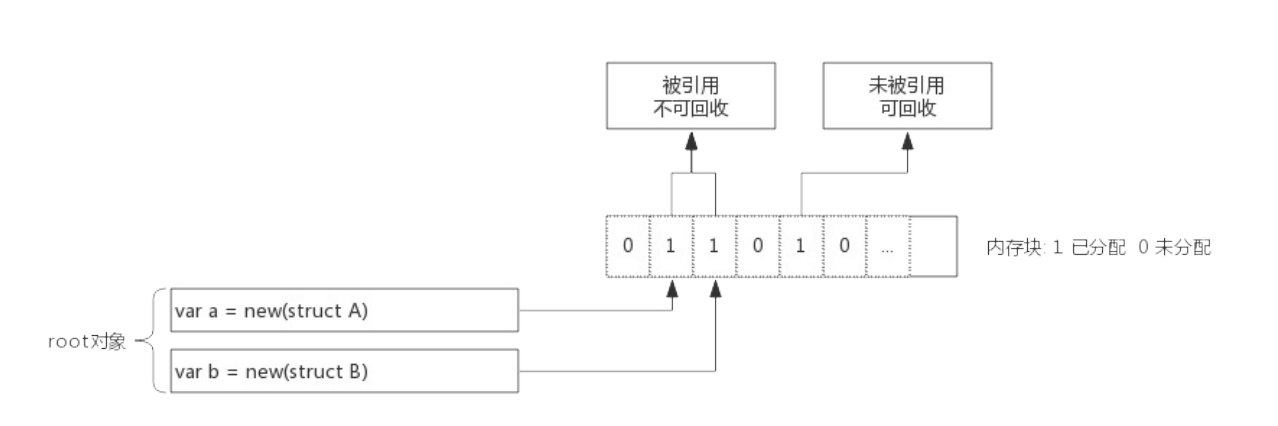 被引用
不可回收
未被引用
可回收
0 1 1 0 1 0 ...
内存块: 1 已分配 0 未分配
var a = new(struct A)
root对象
var b = new(struct B)